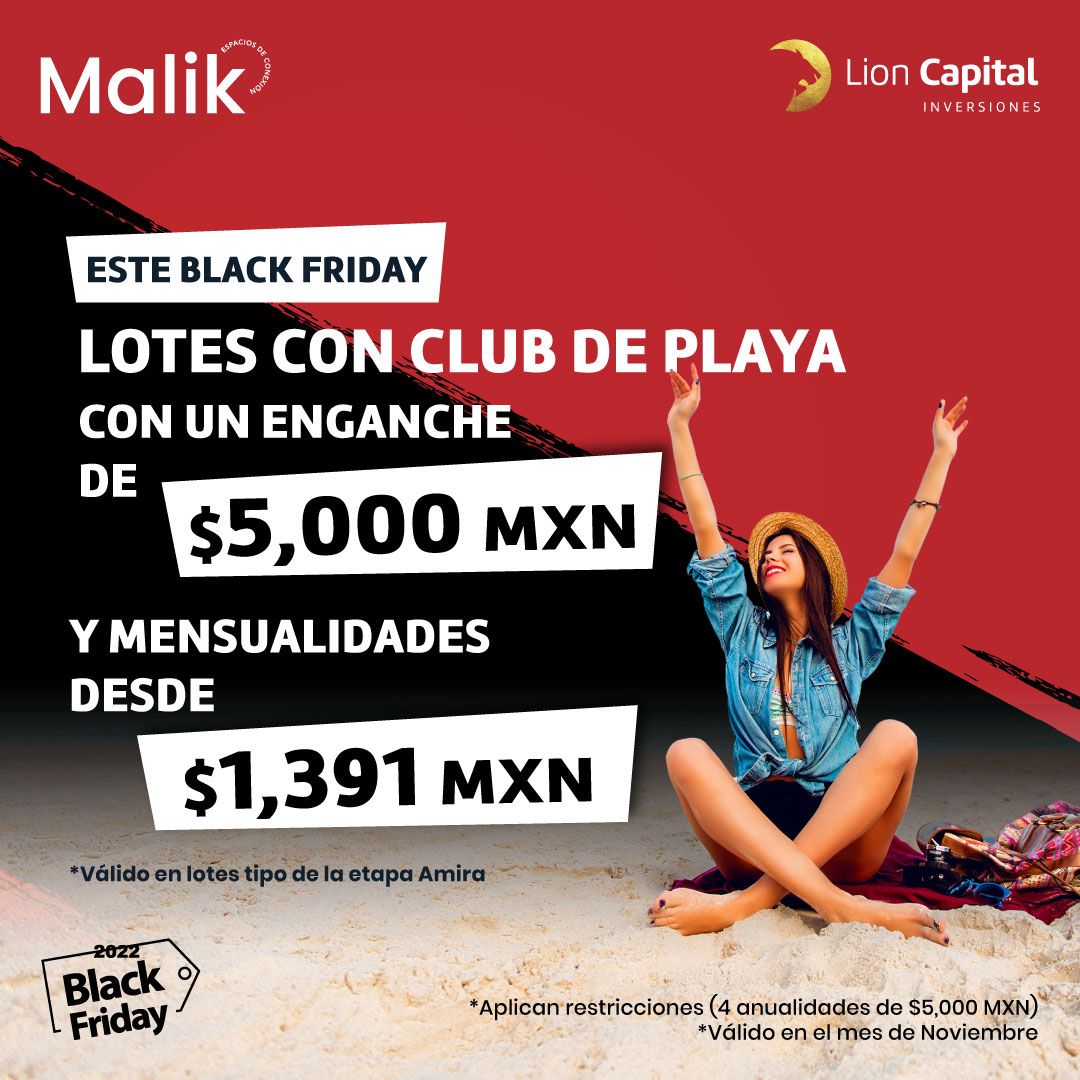 Malik
ESPACIOS DE CONEXIÓN
Lion Capital
INVERSIONES
ESTE BLACK FRIDAY
LOTES CON CLUB DE PLAYA
CON UN ENGANCHE
DE
$5,000 MXN
Y MENSUALIDADES
DESDE
$1,391 MXN
*Válido en lotes tipo de la etapa Amira
2022
Black
Friday
*Aplican restricciones (4 anualidades de $5,000 MXN)
*Válido en el mes de Noviembre